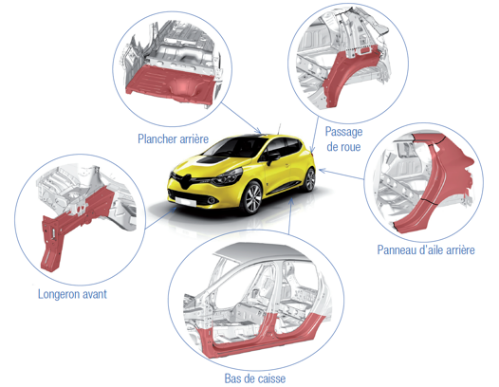 Plancher arrière
Passage
de roue
Panneau d'aile arrière
Longeron avant
Bas de caisse